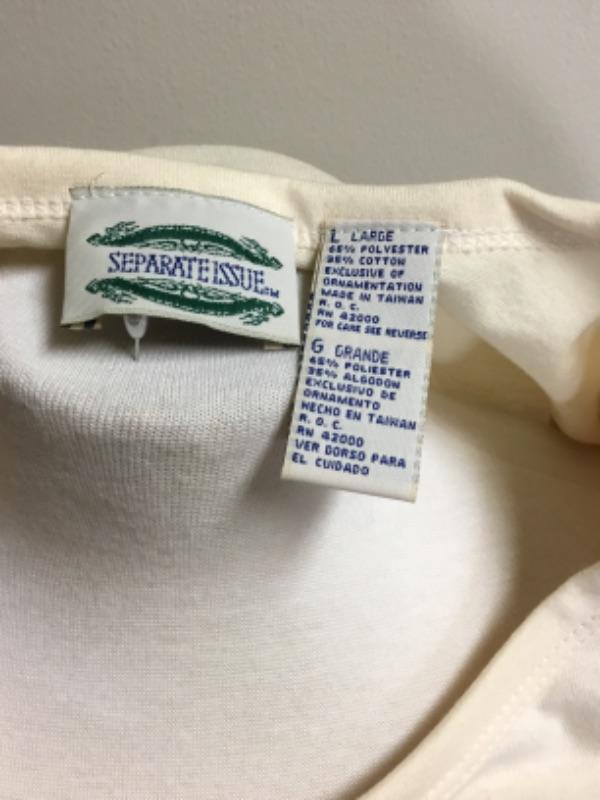 SEPARATE ISSUE
L LARGE
65% POLYESTER
35% COTTON
EXCLUSIVE OF
ORNAMENTATION
MADE IN TAIWAN
R. O. C.
RN 42000
FOR CARE SEE REVERSE
G GRANDE
65% POLIESTER
35% ALGODON
EXCLUSIVO DE
ORNAMENTO
HECHO EN TAIWAN
R. O. C.
RN 42000
VER DORSO PARA
EL CUIDADO